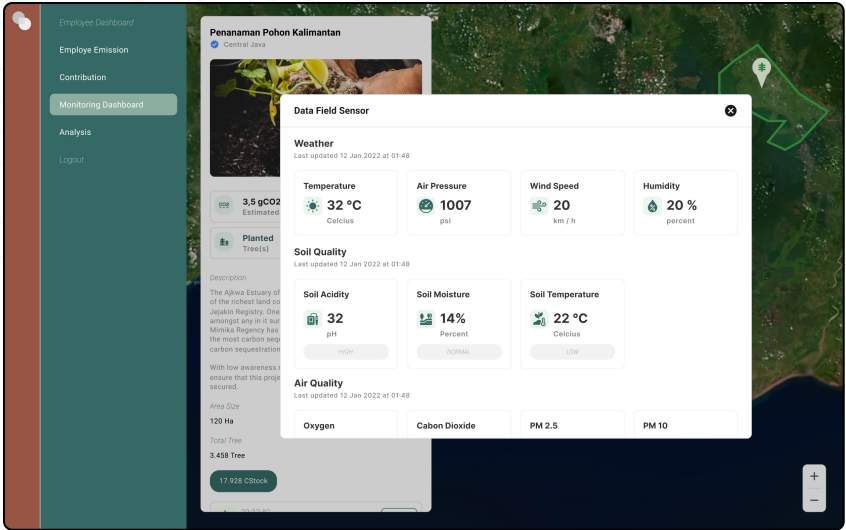 Employee Dashboard
Employe Emission
Contribution
Monitoring Dashboard
Analysis
Logout
Penanaman Pohon Kalimantan
Central Java
3,5 gCO2
Estimated
Planted
Tree(s)
Description
The Ajkwa Estuary of
of the richest land co
Jejakin Registry. One
amongst any in it sur
Mimika Regency has
the most carbon sequ
carbon sequestration
With low awareness
ensure that this proje
secured.
Area Size
120 Ha
Total Tree
3.458 Tree
17.928 CStock
Data Field Sensor
Weather
Last updated 12 Jan 2022 at 01:48
Temperature
32 °C
Celcius
Air Pressure
1007
psi
Wind Speed
20
km / h
Humidity
20 %
percent
Soil Quality
Last updated 12 Jan 2022 at 01:48
Soil Acidity
32
pH
HIGH
Soil Moisture
14%
Percent
NORMAL
Soil Temperature
22 °C
Celcius
LOW
Air Quality
Last updated 12 Jan 2022 at 01:48
Oxygen
Cabon Dioxide
PM 2.5
PM 10
+
−